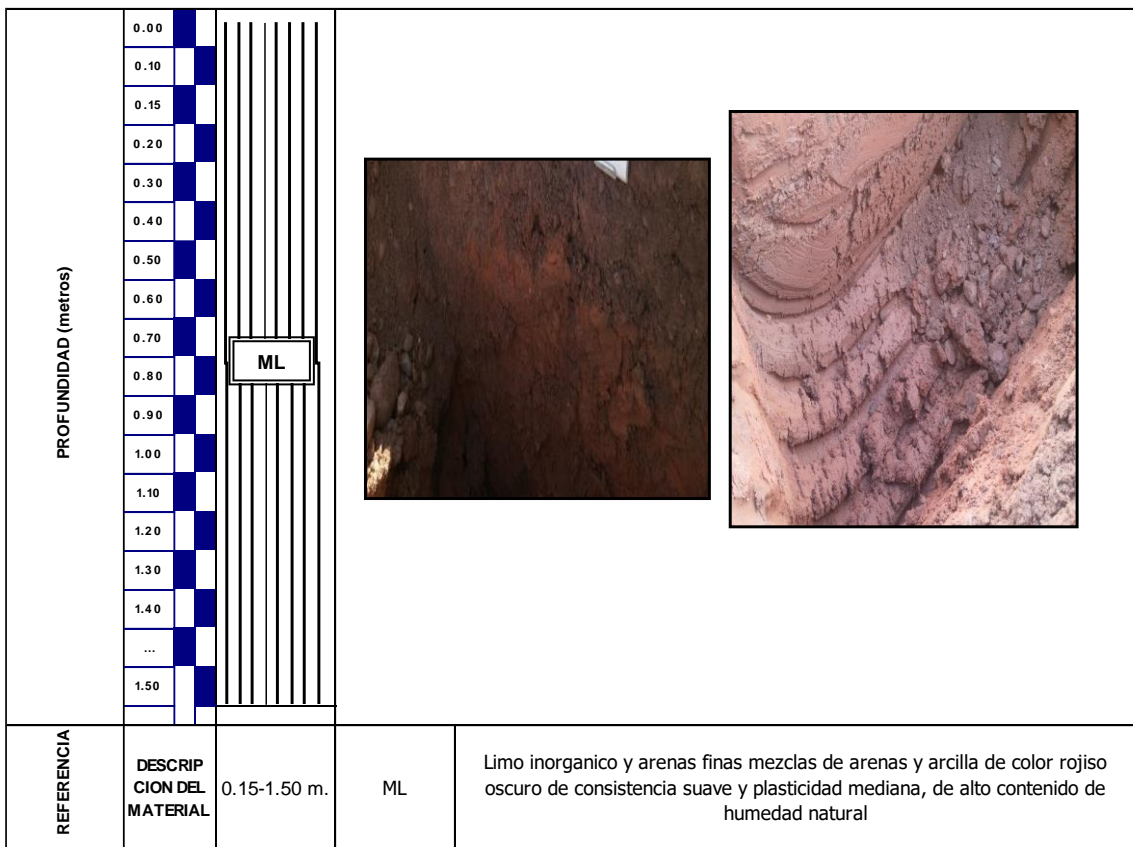 PROFUNDIDAD (metros)
0.00
0.10
0.15
0.20
0.30
0.40
0.50
0.60
0.70
0.80
0.90
1.00
1.10
1.20
1.30
1.40
...
1.50
ML
REFERENCIA
DESCRIP
CION DEL
MATERIAL
0.15-1.50 m.
ML
Limo inorganico y arenas finas mezclas de arenas y arcilla de color rojiso
oscuro de consistencia suave y plasticidad mediana, de alto contenido de
humedad natural